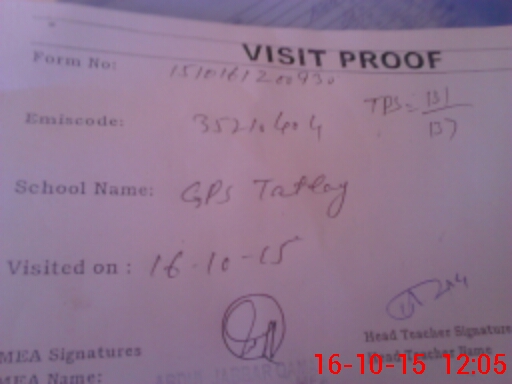 VISIT PROOF
Form No: 1510161200930
Emiscode: 35210404
TPS = 131/137
School Name: GPS Tatlay
Visited on : 16-10-15
MEA Signatures
Head Teacher Signature
Head Teacher Name
MEA Name:
16-10-15 12:05